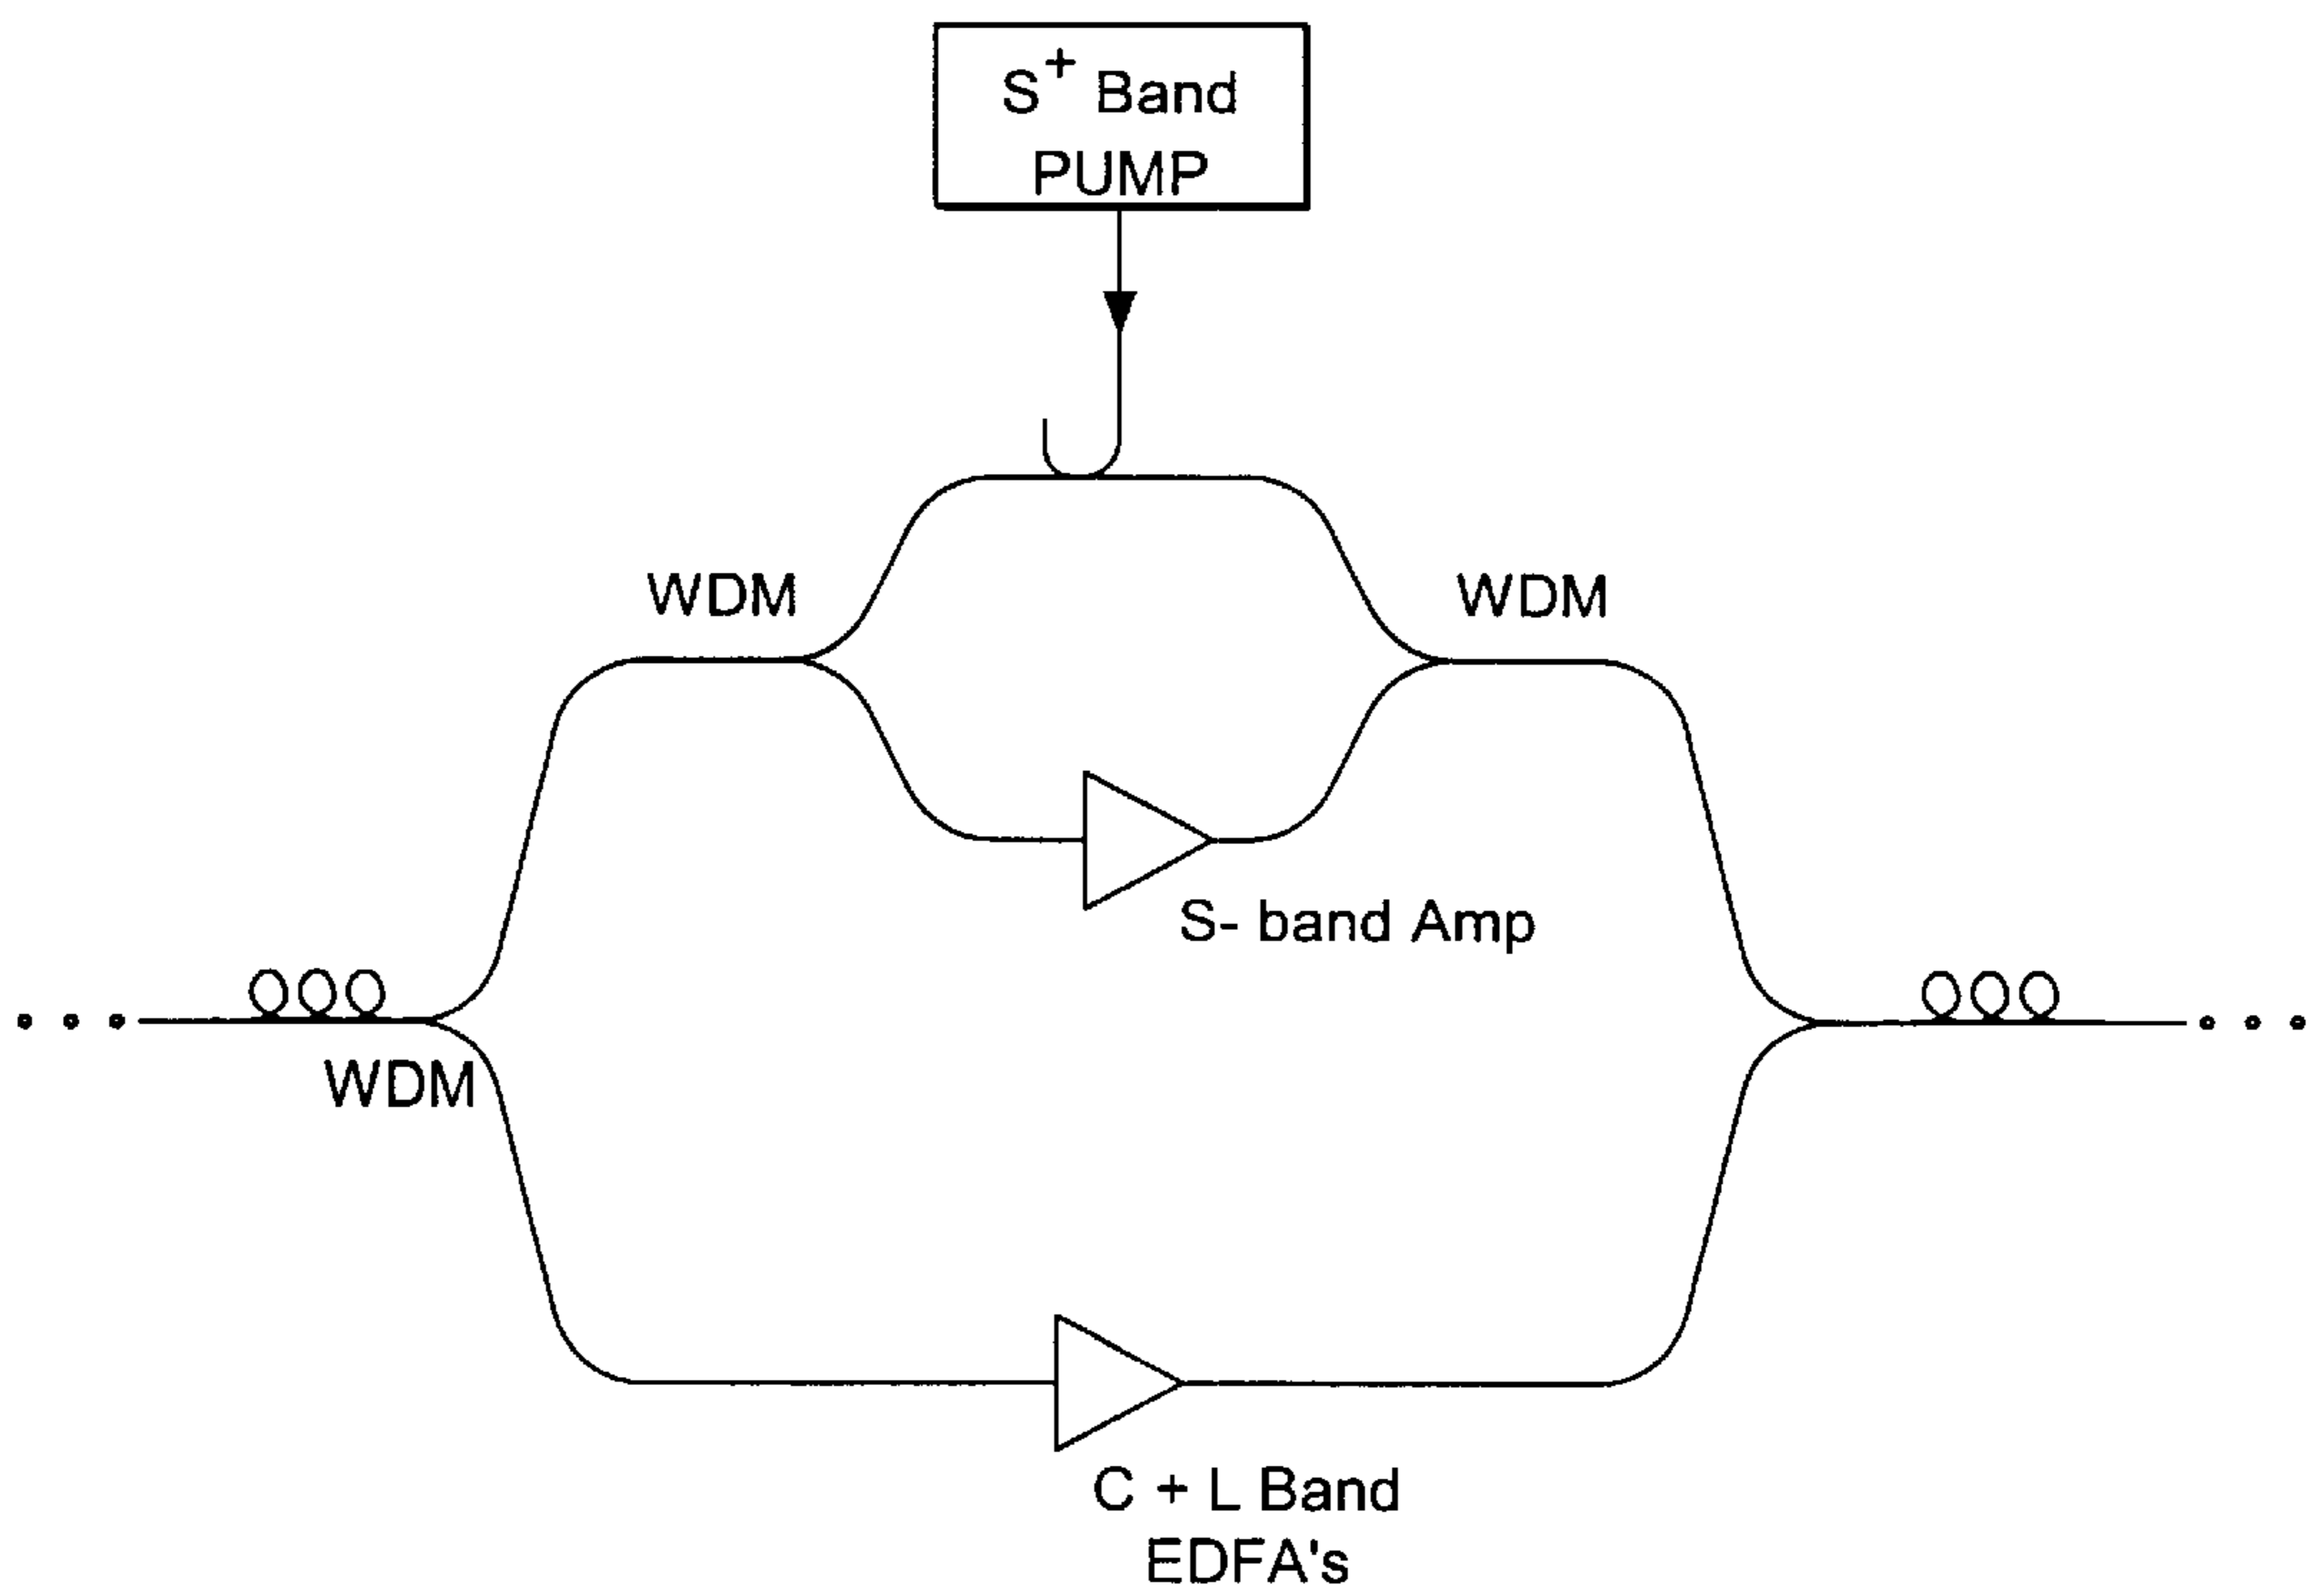 S⁺ Band
PUMP
WDM
WDM
S- band Amp
WDM
C + L Band
EDFA's